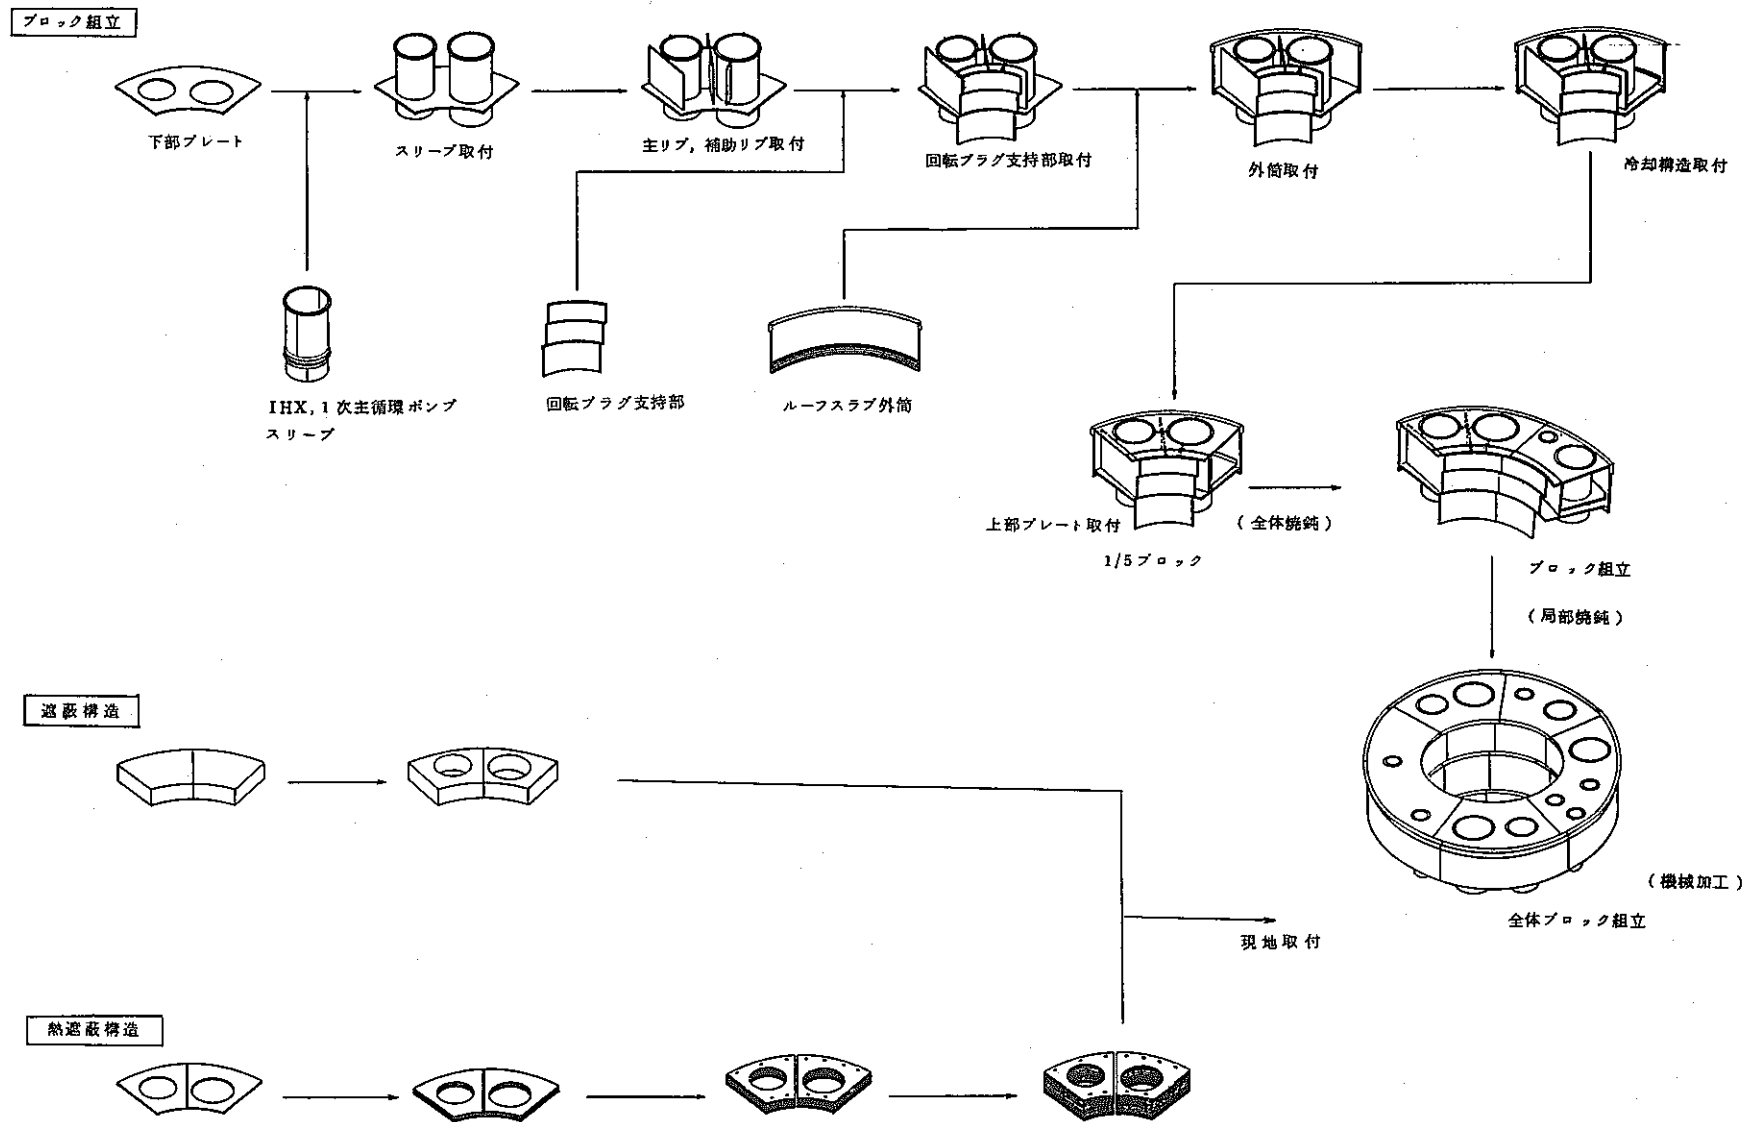 ブロック組立
下部プレート
スリーブ取付
主リブ,補助リブ取付
回転プラグ支持部取付
外筒取付
冷却構造取付
IHX,1次主循環ポンプ
スリーブ
回転プラグ支持部
ルーフスラブ外筒
上部プレート取付
(全体焼鈍)
1/5ブロック
ブロック組立
(局部焼鈍)
遮蔽構造
(機械加工)
全体ブロック組立
現地取付
熱遮蔽構造